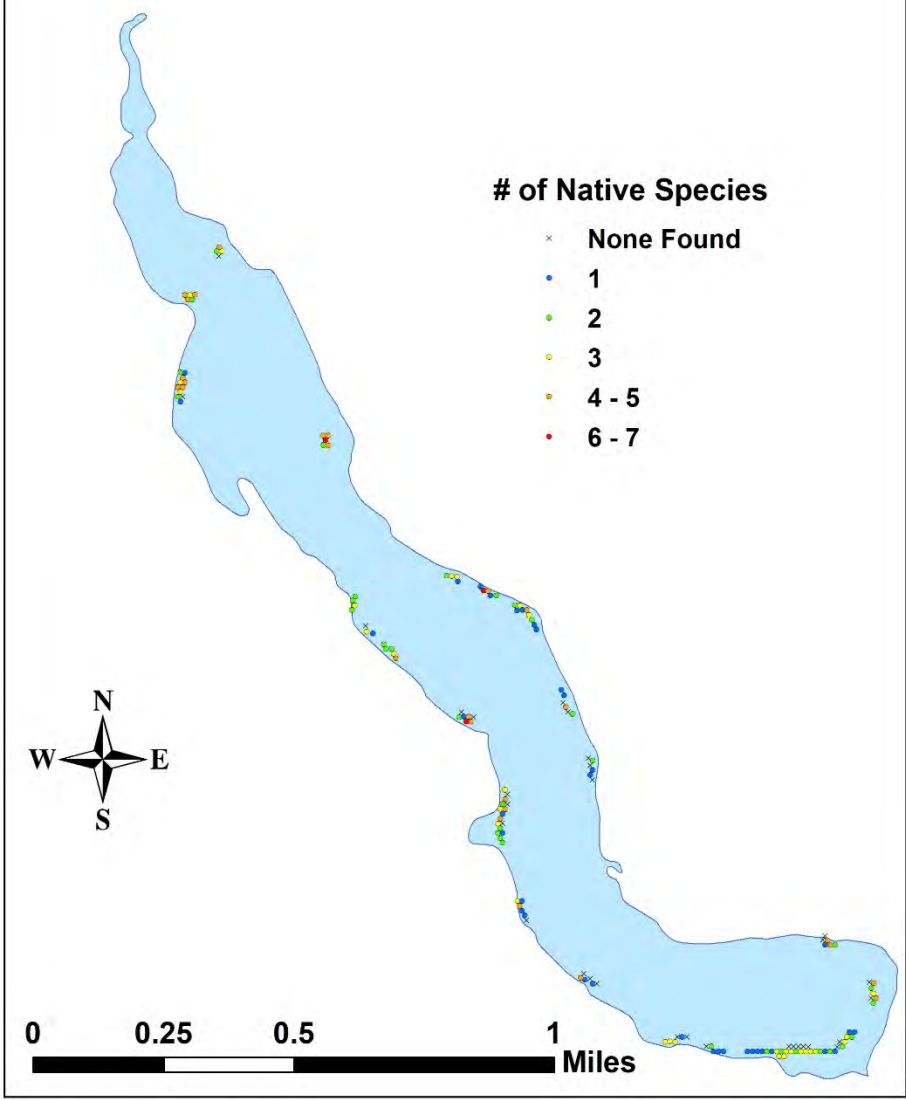 # of Native Species
None Found
1
2
3
4 - 5
6 - 7
N
W E
S
0 0.25 0.5 1
Miles